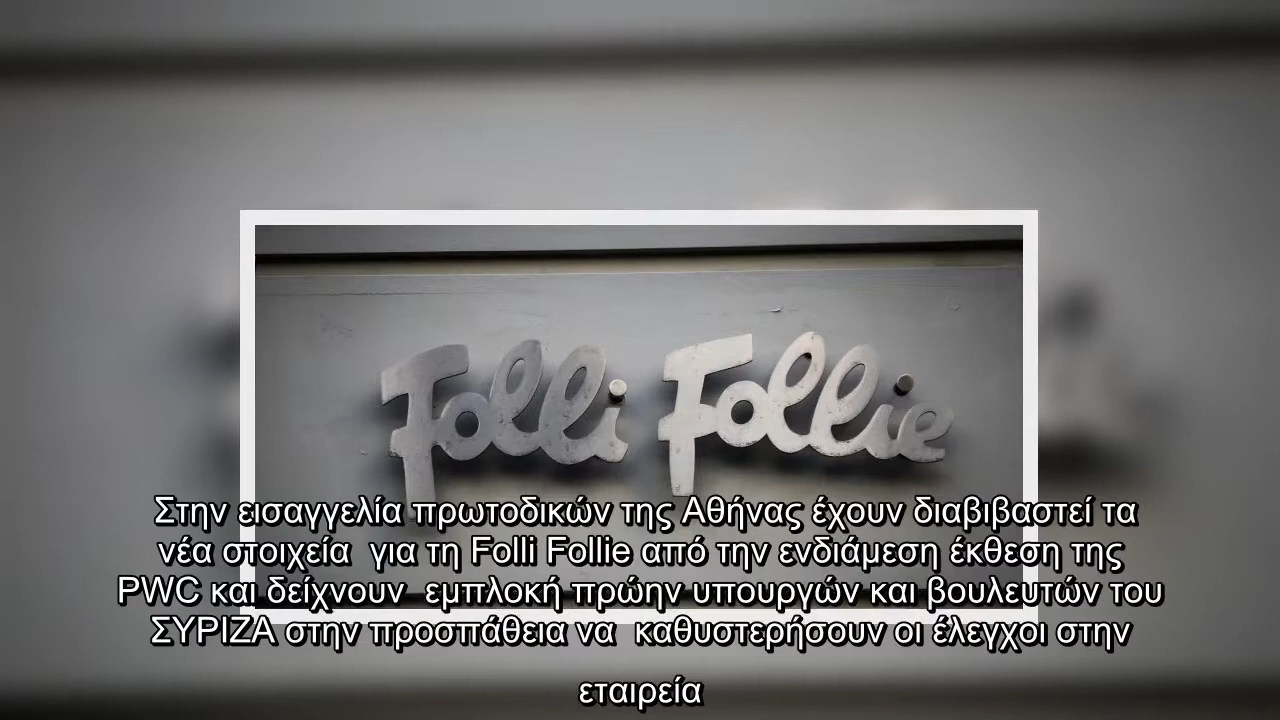 Folli Follie
Στην εισαγγελία πρωτοδικών της Αθήνας έχουν διαβιβαστεί τα
νέα στοιχεία για τη Folli Follie από την ενδιάμεση έκθεση της
PWC και δείχνουν εμπλοκή πρώην υπουργών και βουλευτών του
ΣΥΡΙΖΑ στην προσπάθεια να καθυστερήσουν οι έλεγχοι στην
εταιρεία